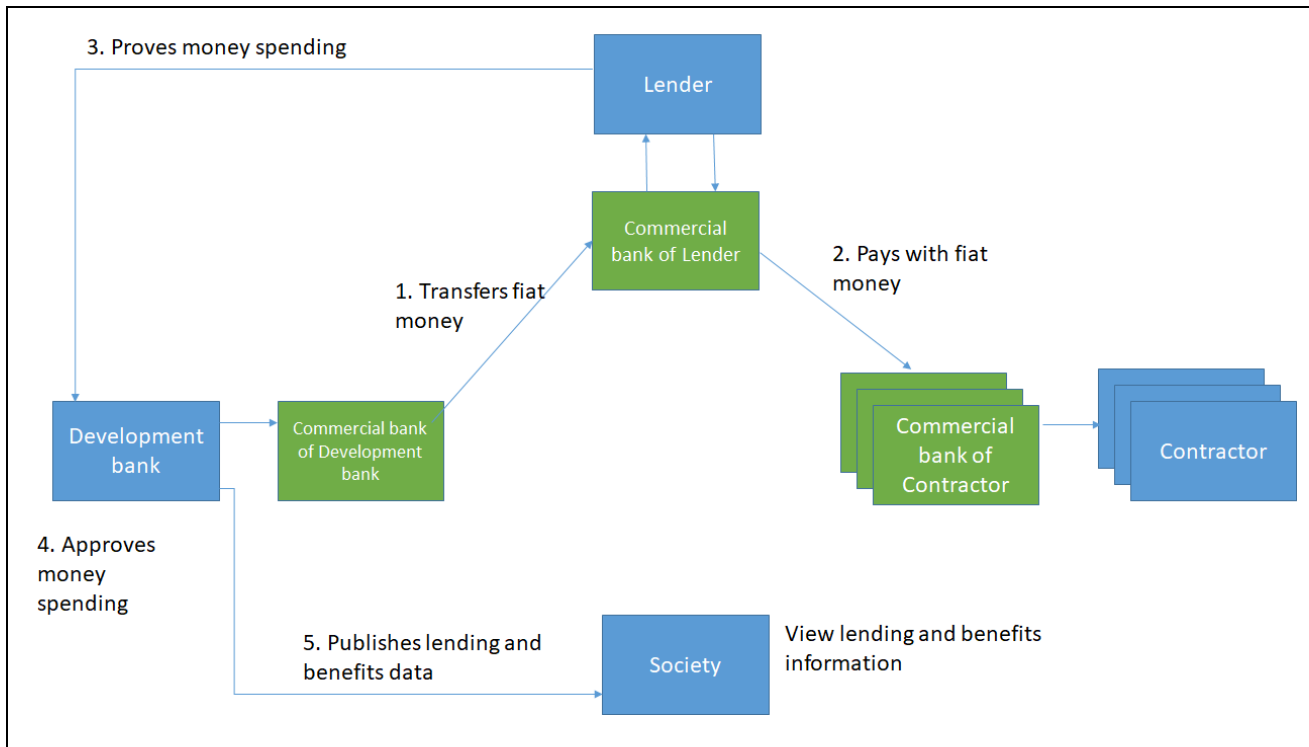 3. Proves money spending
Lender
Commercial
bank of Lender
2. Pays with fiat
money
1. Transfers fiat
money
Development
bank
Commercial bank
of Development
bank
Commercial
bank of
Contractor
Contractor
4. Approves
money
spending
5. Publishes lending and
benefits data
Society
View lending and benefits
information